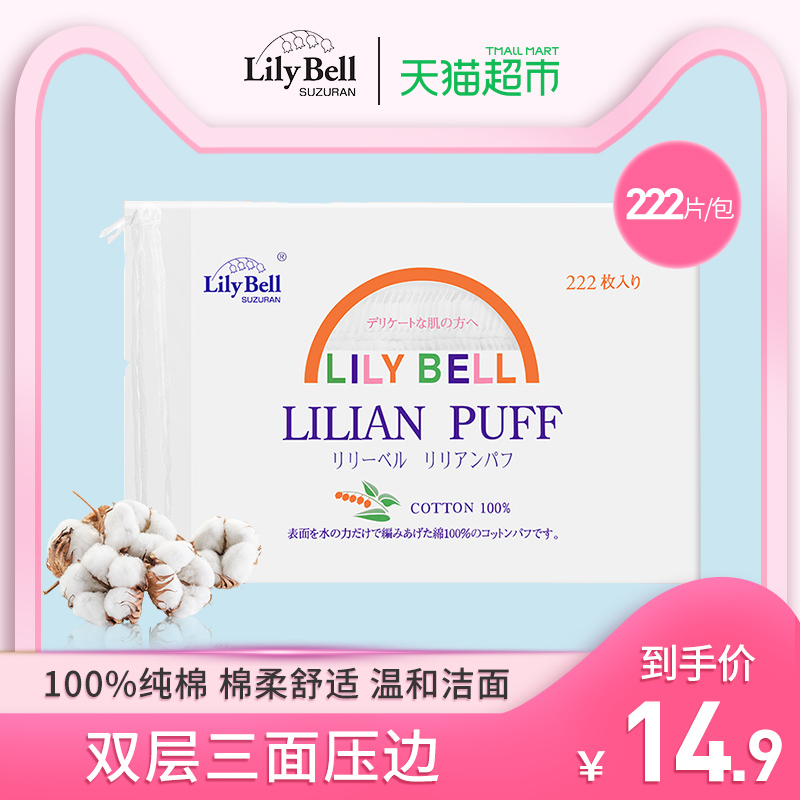 Lily Bell
SUZURAN
TMALL MART
天猫超市
222片/包
Lily Bell
®
SUZURAN
222枚入り
デリケートな肌の方へ
LILY BELL
LILIAN PUFF
リリーベル リリアンパフ
COTTON 100%
表面を水の力だけで編みあげた綿100%のコットンパフです。
100%纯棉 棉柔舒适 温和洁面
双层三面压边
到手价
¥14.9